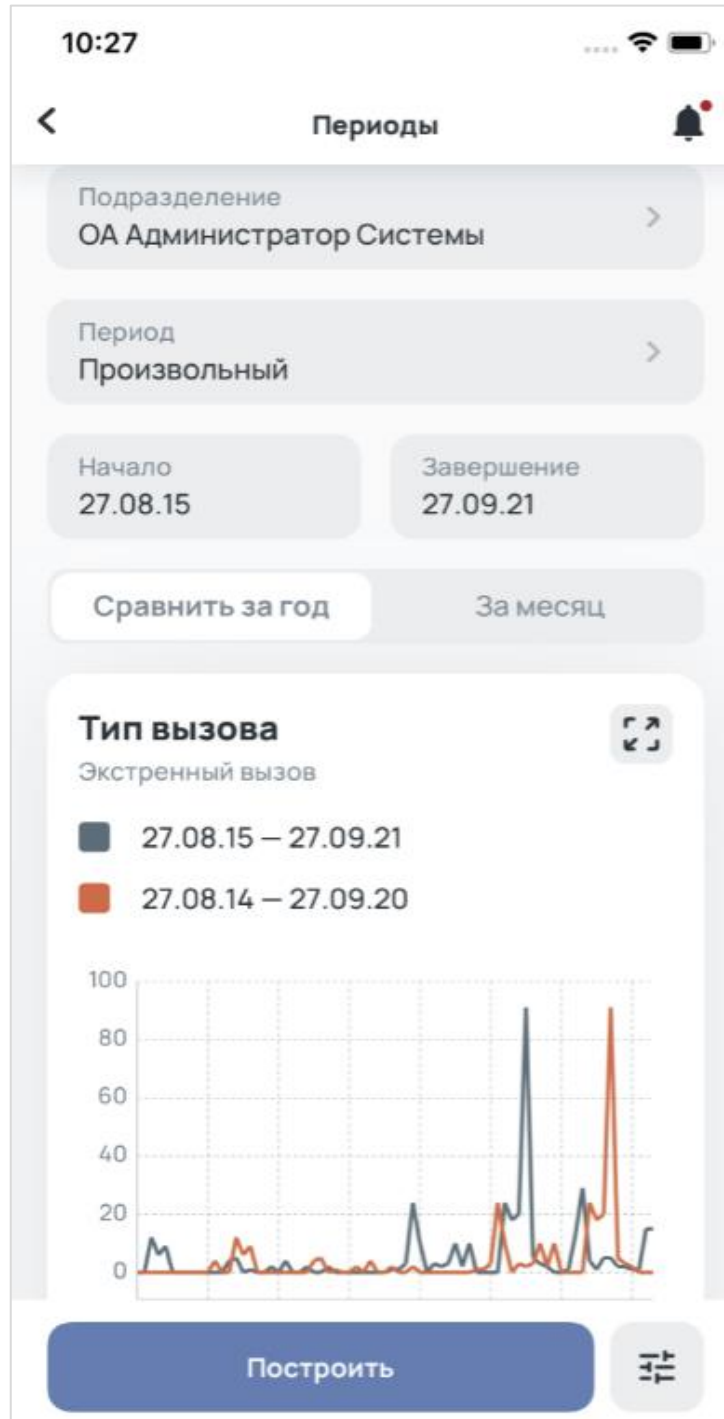 10:27
Периоды
Подразделение
ОА Администратор Системы
Период
Произвольный
Начало
27.08.15
Завершение
27.09.21
Сравнить за год
За месяц
Тип вызова
Экстренный вызов
27.08.15 — 27.09.21
27.08.14 — 27.09.20
100
80
60
40
20
0
Построить